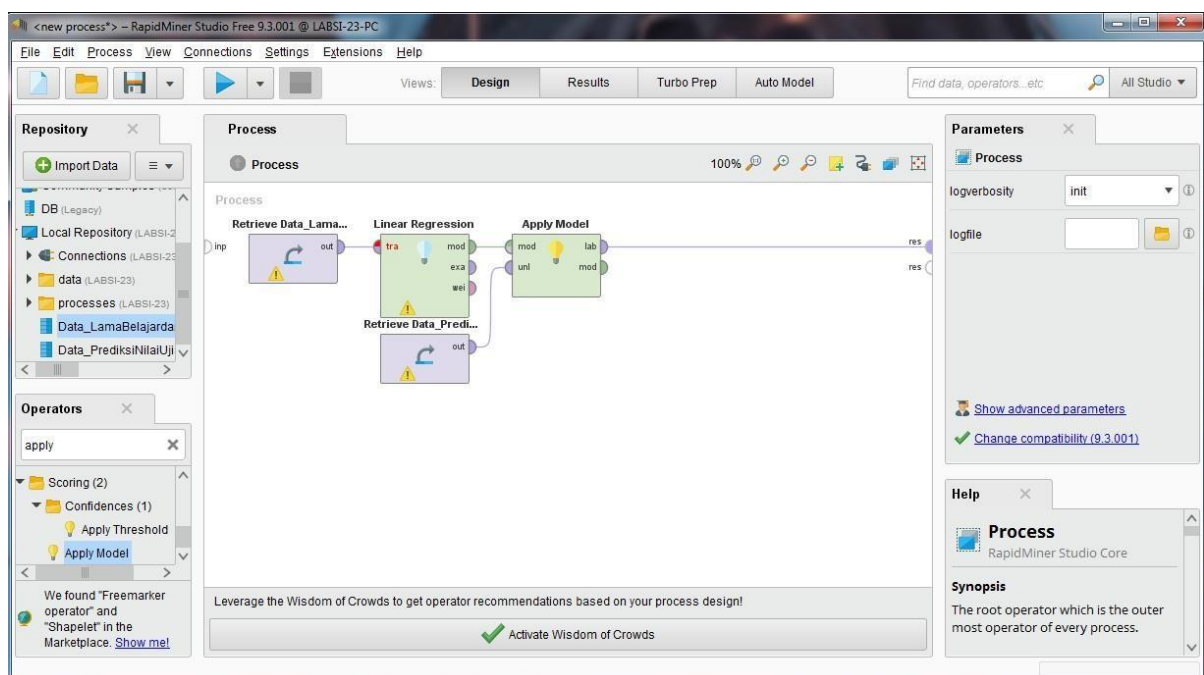 <new process*> – RapidMiner Studio Free 9.3.001 @ LABSI-23-PC
File Edit Process View Connections Settings Extensions Help
Views: Design Results Turbo Prep Auto Model
Find data, operators...etc
All Studio
Repository
Import Data
DB (Legacy)
Local Repository (LABSI-2
Connections (LABSI-23
data (LABSI-23)
processes (LABSI-23)
Data_LamaBelajarda
Data_PrediksiNilaiUji
Operators
apply
Scoring (2)
Confidences (1)
Apply Threshold
Apply Model
We found "Freemarker
operator" and
"Shapelet" in the
Marketplace. Show me!
Process
Process
100%
Process
Retrieve Data_Lama...
inp
out
Linear Regression
tra mod
exa
wei
Apply Model
mod lab
unl mod
Retrieve Data_Predi...
out
res
res
Leverage the Wisdom of Crowds to get operator recommendations based on your process design!
Activate Wisdom of Crowds
Parameters
Process
logverbosity init
logfile
Show advanced parameters
Change compatibility (9.3.001)
Help
Process
RapidMiner Studio Core
Synopsis
The root operator which is the outer
most operator of every process.